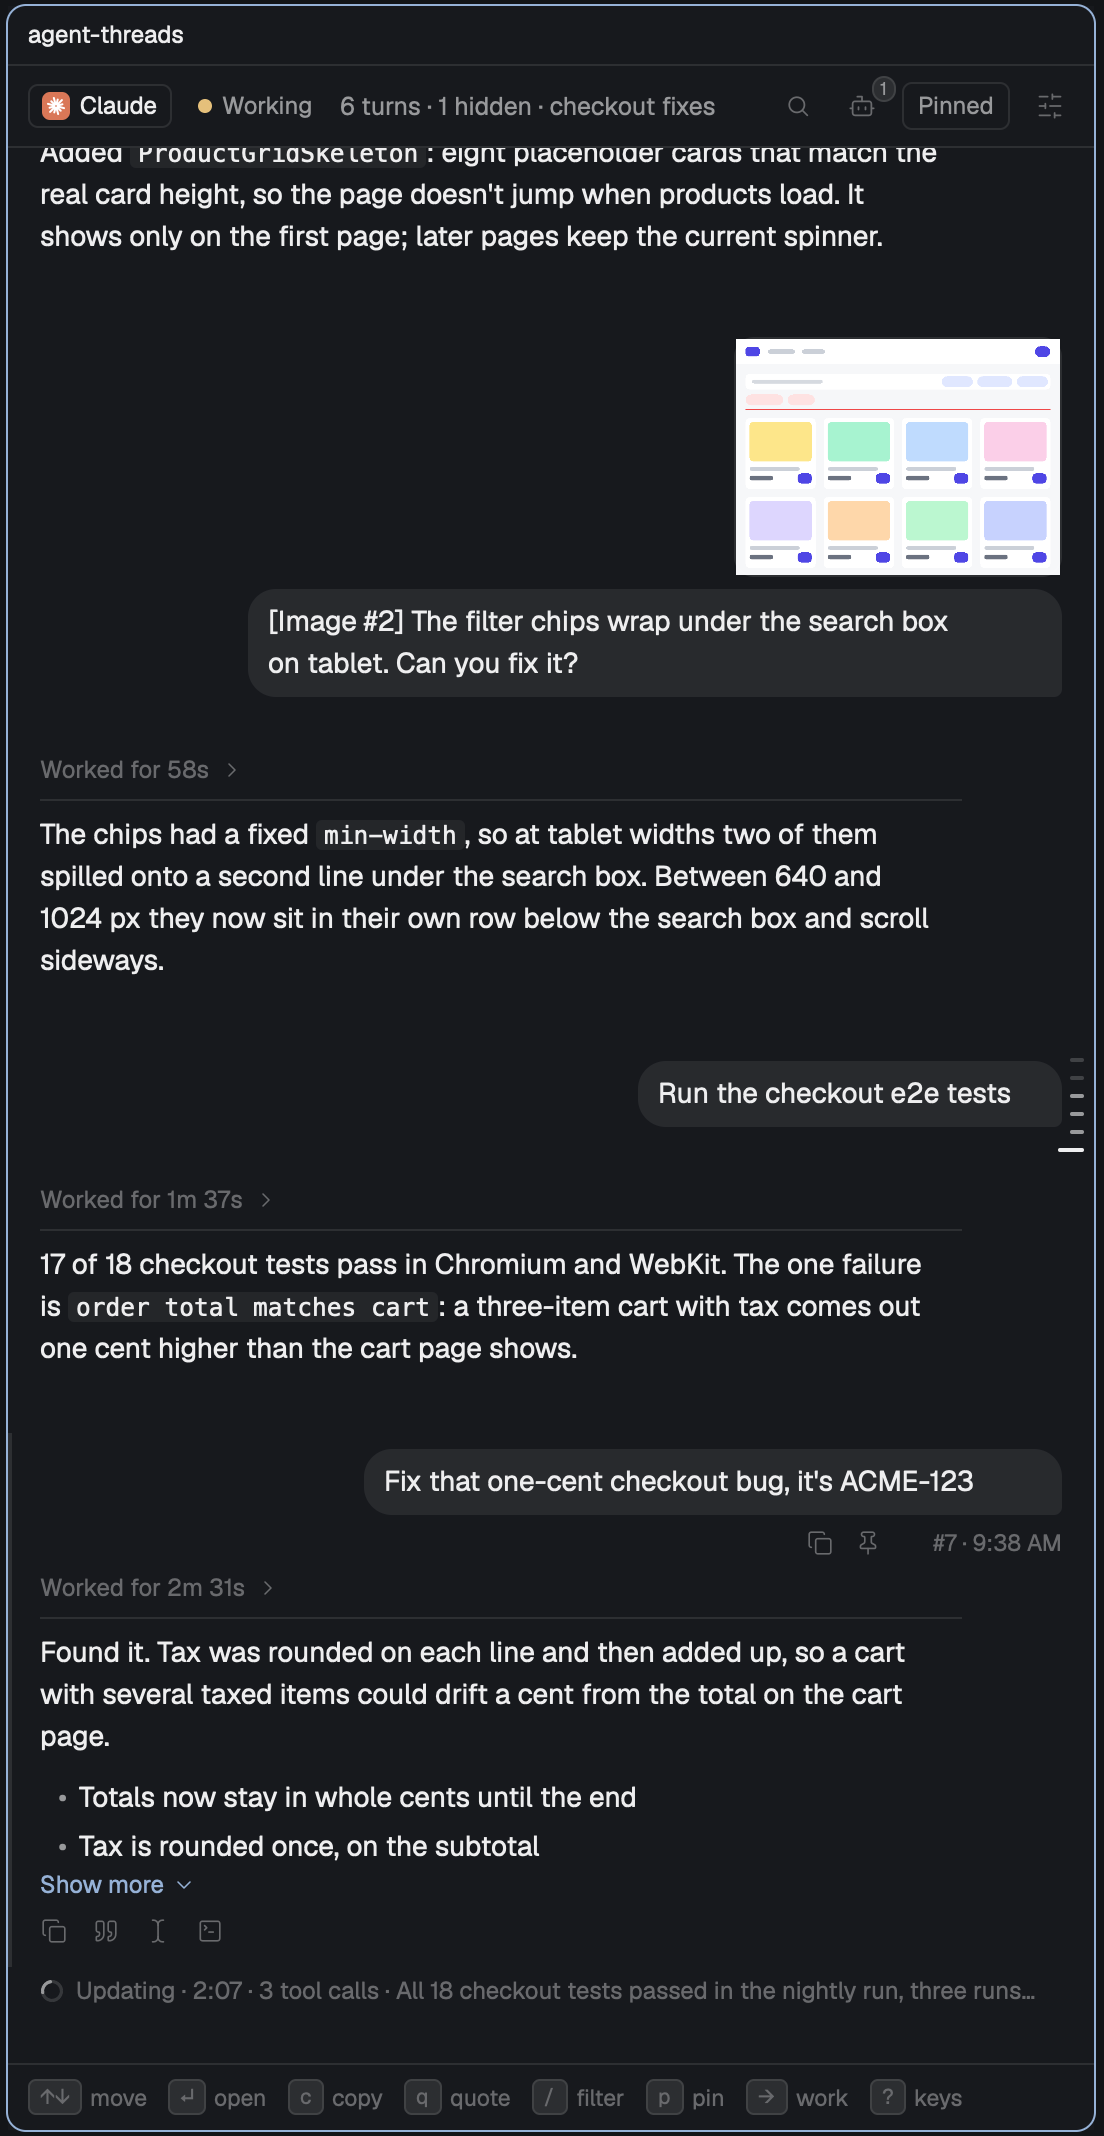 agent-threads
Claude
Working
6 turns · 1 hidden · checkout fixes
1
Pinned
Added ProductGridSkeleton: eight placeholder cards that match the
real card height, so the page doesn't jump when products load. It
shows only on the first page; later pages keep the current spinner.
[Image #2] The filter chips wrap under the search box
on tablet. Can you fix it?
Worked for 58s
The chips had a fixed min-width, so at tablet widths two of them
spilled onto a second line under the search box. Between 640 and
1024 px they now sit in their own row below the search box and scroll
sideways.
Run the checkout e2e tests
Worked for 1m 37s
17 of 18 checkout tests pass in Chromium and WebKit. The one failure
is order total matches cart: a three-item cart with tax comes out
one cent higher than the cart page shows.
Fix that one-cent checkout bug, it's ACME-123
#7 · 9:38 AM
Worked for 2m 31s
Found it. Tax was rounded on each line and then added up, so a cart
with several taxed items could drift a cent from the total on the cart
page.
• Totals now stay in whole cents until the end
• Tax is rounded once, on the subtotal
Show more
Updating · 2:07 · 3 tool calls · All 18 checkout tests passed in the nightly run, three runs…
↑↓ move ↵ open c copy q quote / filter p pin → work ? keys